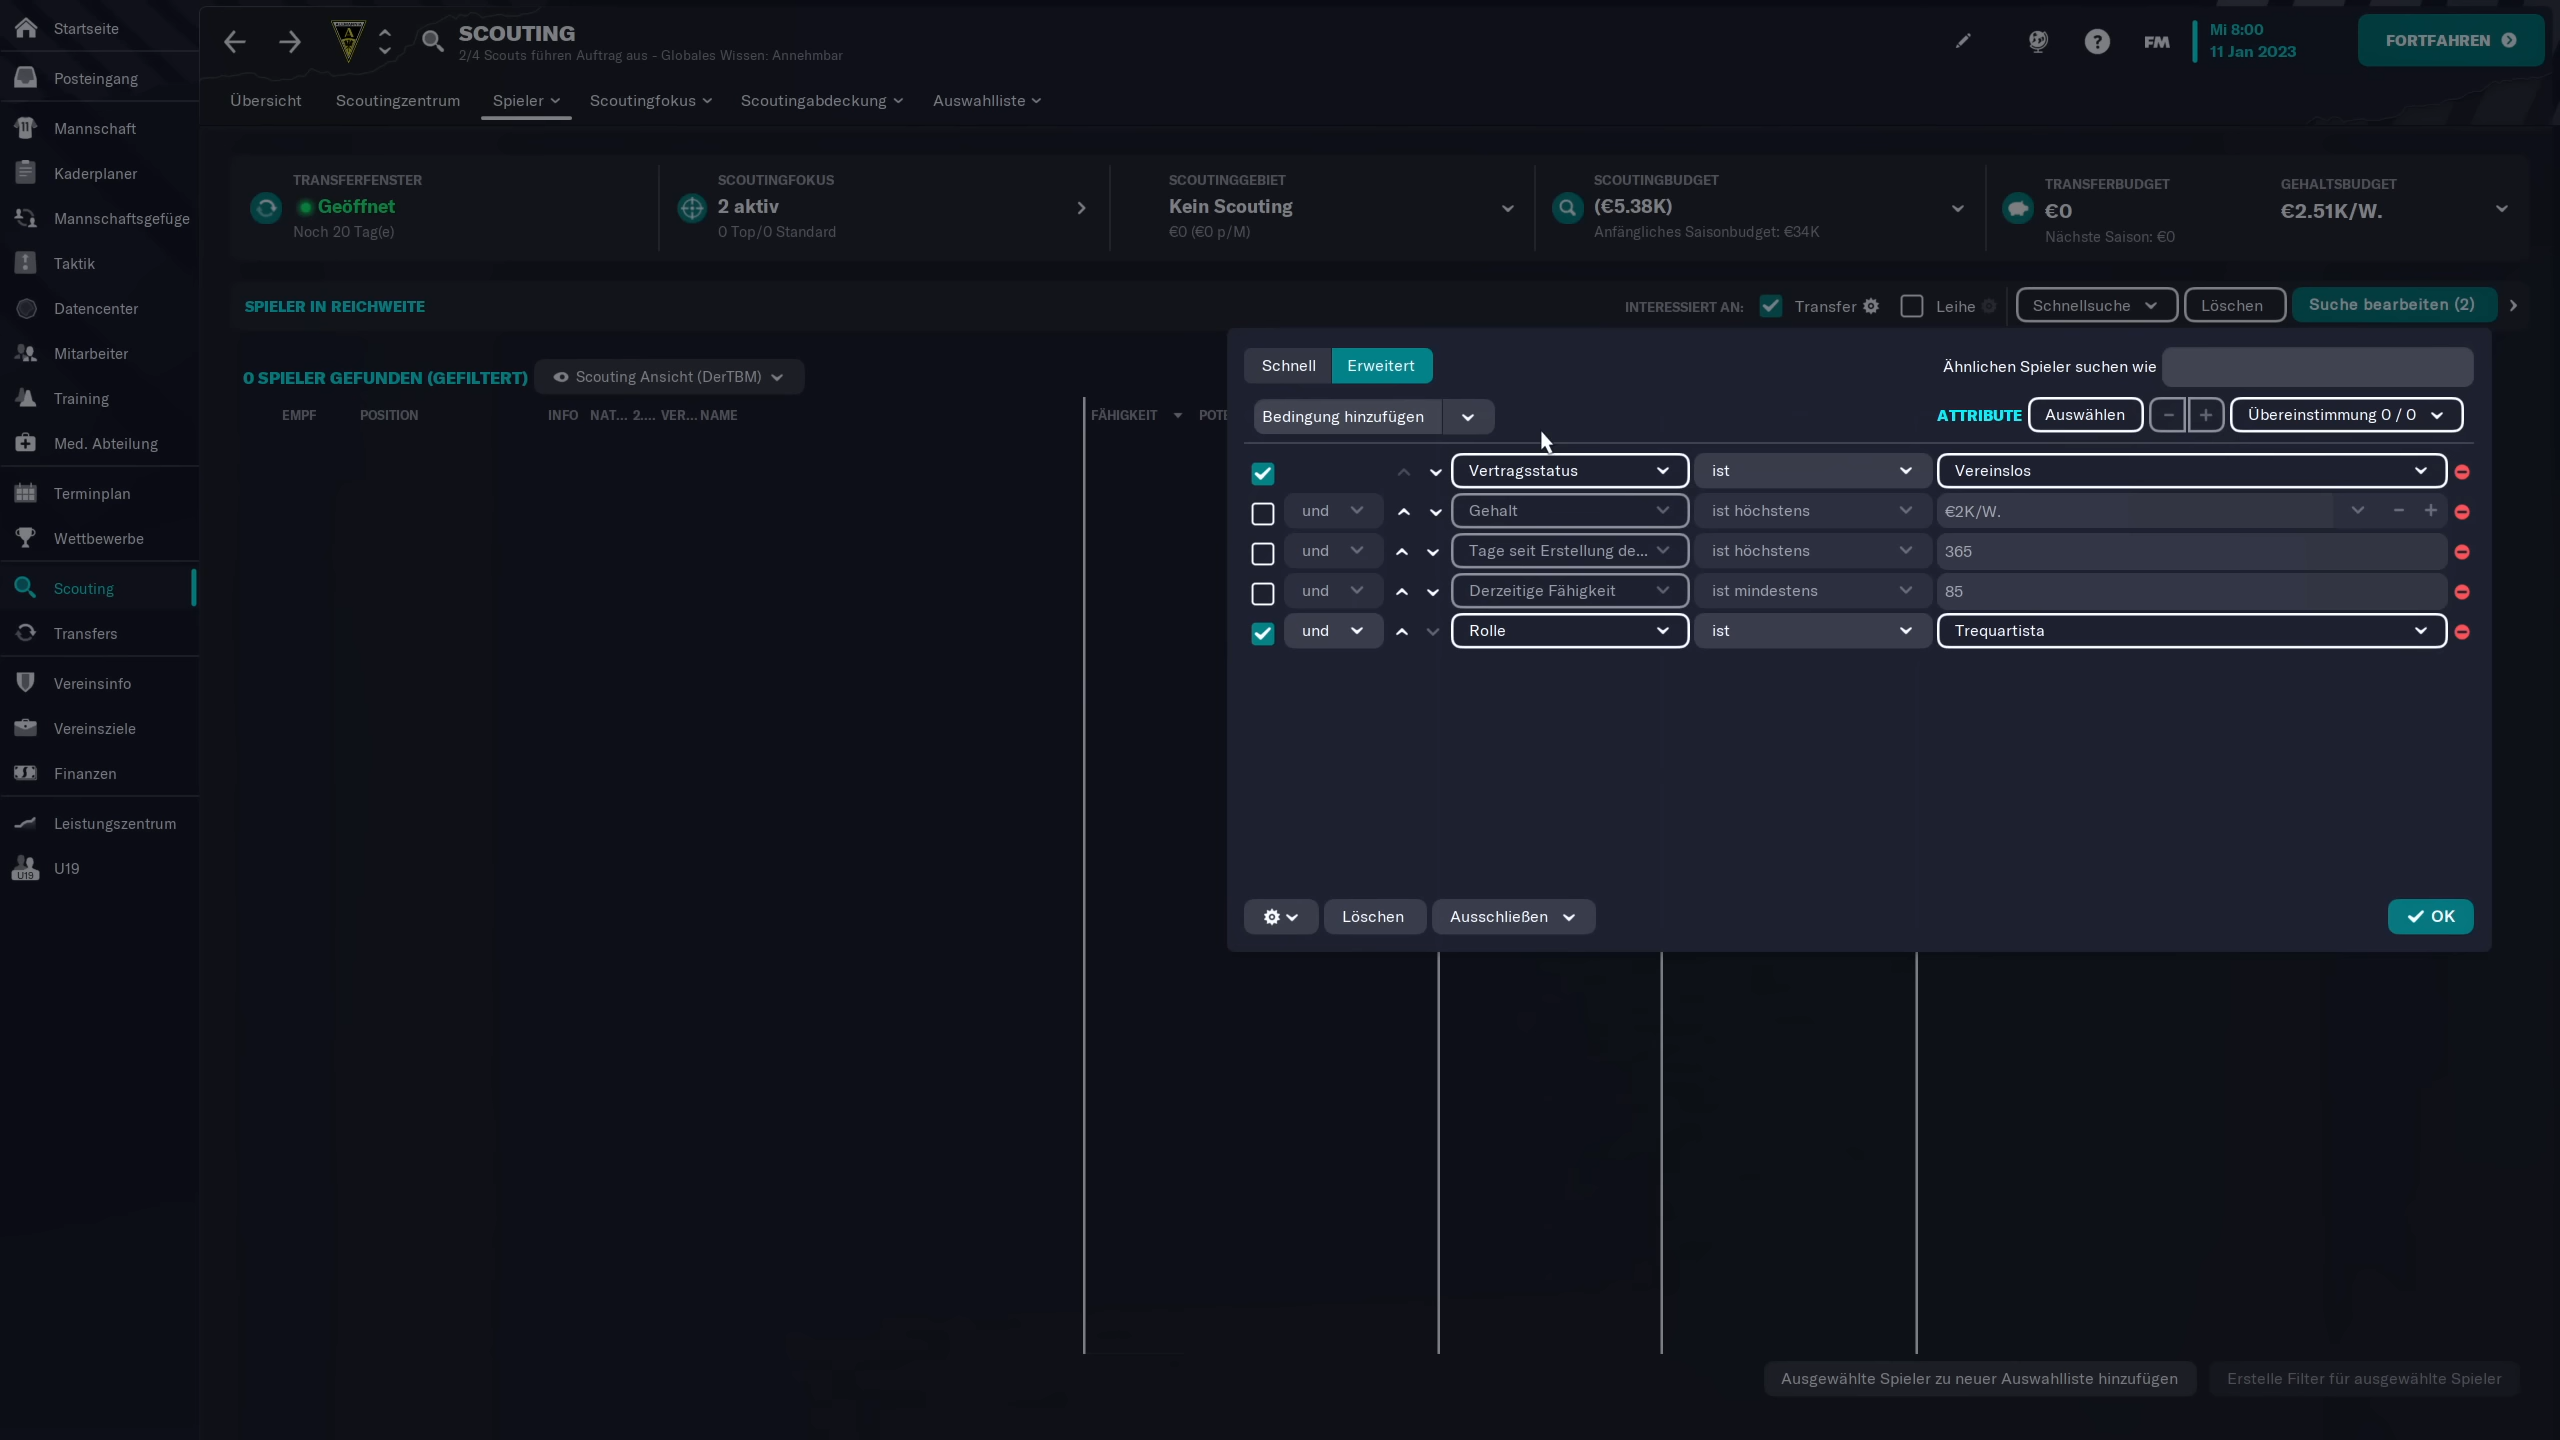 Startseite
Posteingang
Mannschaft
Kaderplaner
Mannschaftsgefüge
Taktik
Datencenter
Mitarbeiter
Training
Med. Abteilung
Terminplan
Wettbewerbe
Scouting
Transfers
Vereinsinfo
Vereinsziele
Finanzen
Leistungszentrum
U19
SCOUTING
2/4 Scouts führen Auftrag aus - Globales Wissen: Annehmbar
FM
Mi 8:00
11 Jan 2023
FORTFAHREN
Übersicht Scoutingzentrum Spieler Scoutingfokus Scoutingabdeckung Auswahlliste
TRANSFERFENSTER
Geöffnet
Noch 20 Tag(e)
SCOUTINGFOKUS
2 aktiv
0 Top/0 Standard
SCOUTINGGEBIET
Kein Scouting
€0 (€0 p/M)
SCOUTINGBUDGET
(€5.38K)
Anfängliches Saisonbudget: €34K
TRANSFERBUDGET
€0
Nächste Saison: €0
GEHALTSBUDGET
€2.51K/W.
SPIELER IN REICHWEITE
INTERESSIERT AN: Transfer Leihe Schnellsuche Löschen Suche bearbeiten (2)
0 SPIELER GEFUNDEN (GEFILTERT) Scouting Ansicht (DerTBM)
EMPF POSITION INFO NAT... 2.... VER... NAME FÄHIGKEIT POTE
Schnell Erweitert Ähnlichen Spieler suchen wie
Bedingung hinzufügen ATTRIBUTE Auswählen - + Übereinstimmung 0 / 0
Vertragsstatus ist Vereinslos
und Gehalt ist höchstens €2K/W. - +
und Tage seit Erstellung de... ist höchstens 365
und Derzeitige Fähigkeit ist mindestens 85
und Rolle ist Trequartista
Löschen Ausschließen OK
Ausgewählte Spieler zu neuer Auswahlliste hinzufügen Erstelle Filter für ausgewählte Spieler